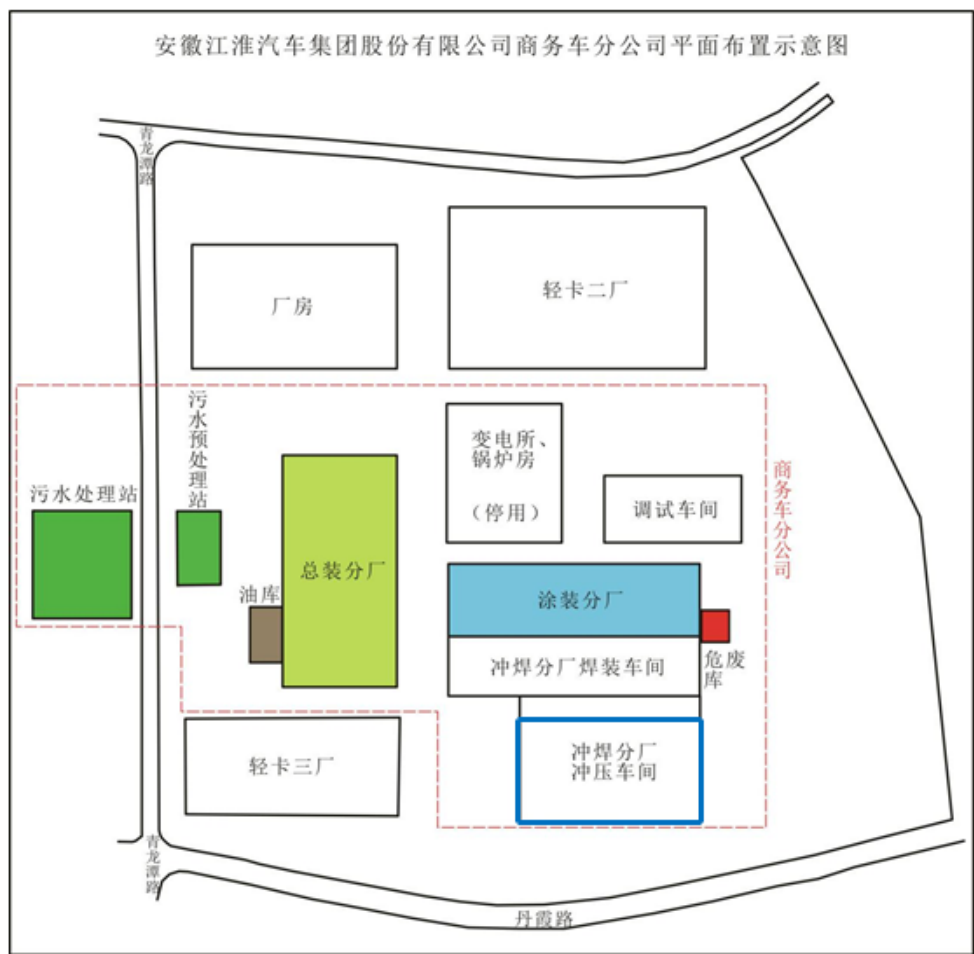 安徽江淮汽车集团股份有限公司商务车分公司平面布置示意图
青龙潭路
轻卡二厂
厂房
污水预处理站
变电所、
锅炉房
（停用）
商务车分公司
污水处理站
调试车间
总装分厂
油库
涂装分厂
危废
库
冲焊分厂焊装车间
冲焊分厂
冲压车间
轻卡三厂
青龙潭路
丹霞路